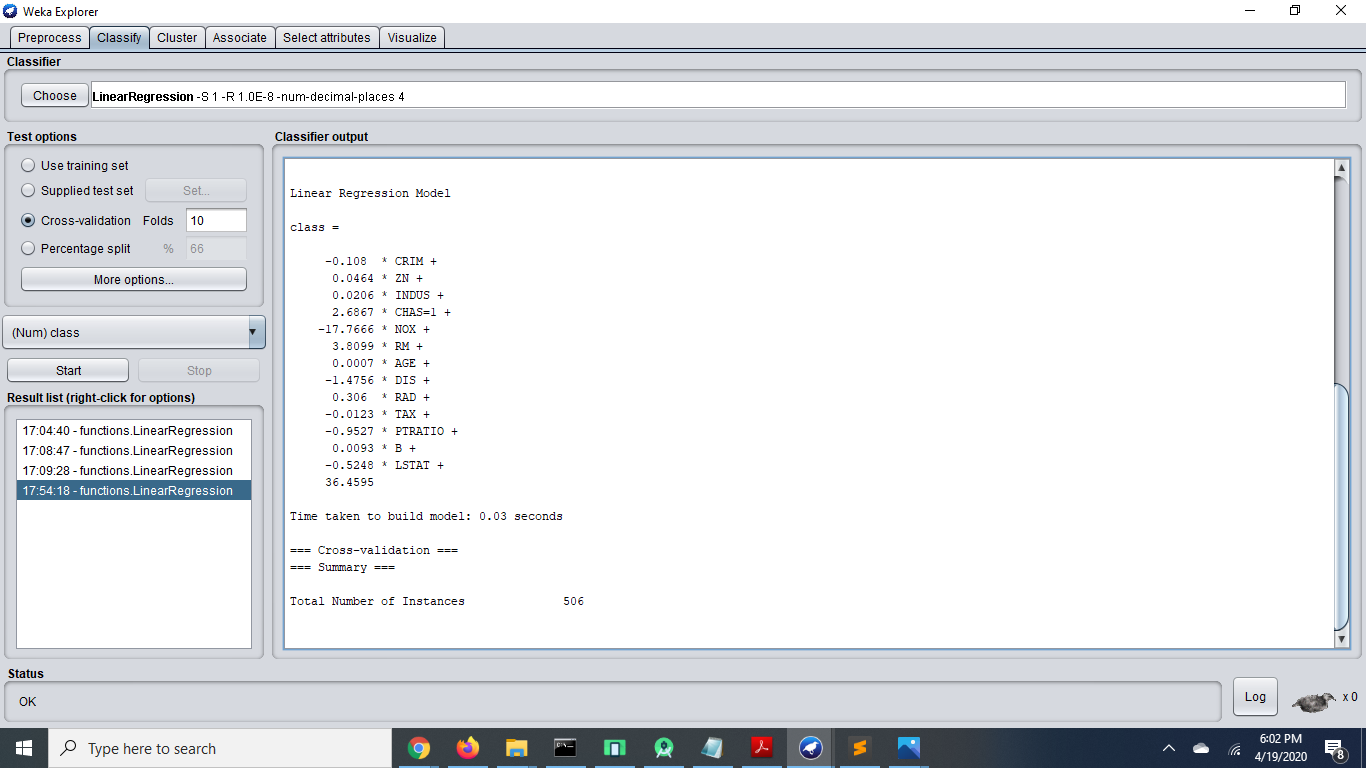 Weka Explorer
Preprocess Classify Cluster Associate Select attributes Visualize
Classifier
Choose LinearRegression -S 1 -R 1.0E-8 -num-decimal-places 4
Test options
Use training set
Supplied test set Set...
Cross-validation Folds 10
Percentage split % 66
More options...
(Num) class
Start Stop
Result list (right-click for options)
17:04:40 - functions.LinearRegression
17:08:47 - functions.LinearRegression
17:09:28 - functions.LinearRegression
17:54:18 - functions.LinearRegression
Classifier output
Linear Regression Model
class =
-0.108 * CRIM +
0.0464 * ZN +
0.0206 * INDUS +
2.6867 * CHAS=1 +
-17.7666 * NOX +
3.8099 * RM +
0.0007 * AGE +
-1.4756 * DIS +
0.306 * RAD +
-0.0123 * TAX +
-0.9527 * PTRATIO +
0.0093 * B +
-0.5248 * LSTAT +
36.4595
Time taken to build model: 0.03 seconds
=== Cross-validation ===
=== Summary ===
Total Number of Instances 506
Status
OK
Log x 0
Type here to search
6:02 PM
4/19/2020
8